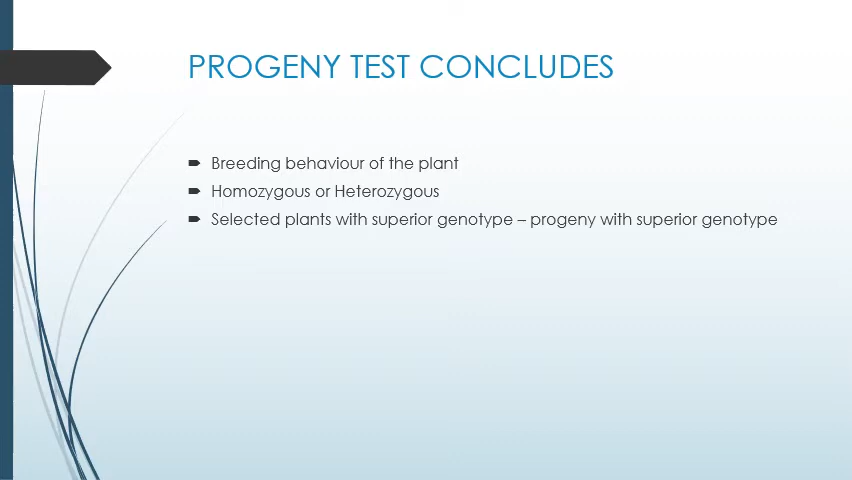 PROGENY TEST CONCLUDES
Breeding behaviour of the plant
Homozygous or Heterozygous
Selected plants with superior genotype – progeny with superior genotype